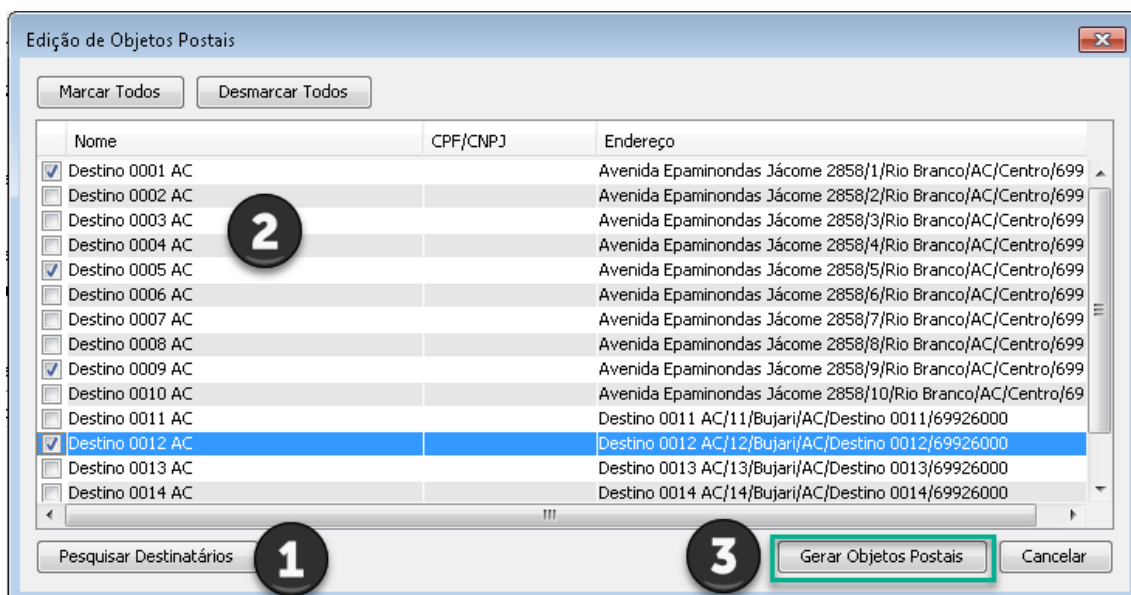 Edição de Objetos Postais
Marcar Todos Desmarcar Todos
Nome CPF/CNPJ Endereço
Destino 0001 AC Avenida Epaminondas Jácome 2858/1/Rio Branco/AC/Centro/699
Destino 0002 AC Avenida Epaminondas Jácome 2858/2/Rio Branco/AC/Centro/699
Destino 0003 AC Avenida Epaminondas Jácome 2858/3/Rio Branco/AC/Centro/699
Destino 0004 AC Avenida Epaminondas Jácome 2858/4/Rio Branco/AC/Centro/699
2
Destino 0005 AC Avenida Epaminondas Jácome 2858/5/Rio Branco/AC/Centro/699
Destino 0006 AC Avenida Epaminondas Jácome 2858/6/Rio Branco/AC/Centro/699
Destino 0007 AC Avenida Epaminondas Jácome 2858/7/Rio Branco/AC/Centro/699
Destino 0008 AC Avenida Epaminondas Jácome 2858/8/Rio Branco/AC/Centro/699
Destino 0009 AC Avenida Epaminondas Jácome 2858/9/Rio Branco/AC/Centro/699
Destino 0010 AC Avenida Epaminondas Jácome 2858/10/Rio Branco/AC/Centro/69
Destino 0011 AC Destino 0011 AC/11/Bujari/AC/Destino 0011/69926000
Destino 0012 AC Destino 0012 AC/12/Bujari/AC/Destino 0012/69926000
Destino 0013 AC Destino 0013 AC/13/Bujari/AC/Destino 0013/69926000
Destino 0014 AC Destino 0014 AC/14/Bujari/AC/Destino 0014/69926000
Pesquisar Destinatários 1 3 Gerar Objetos Postais Cancelar